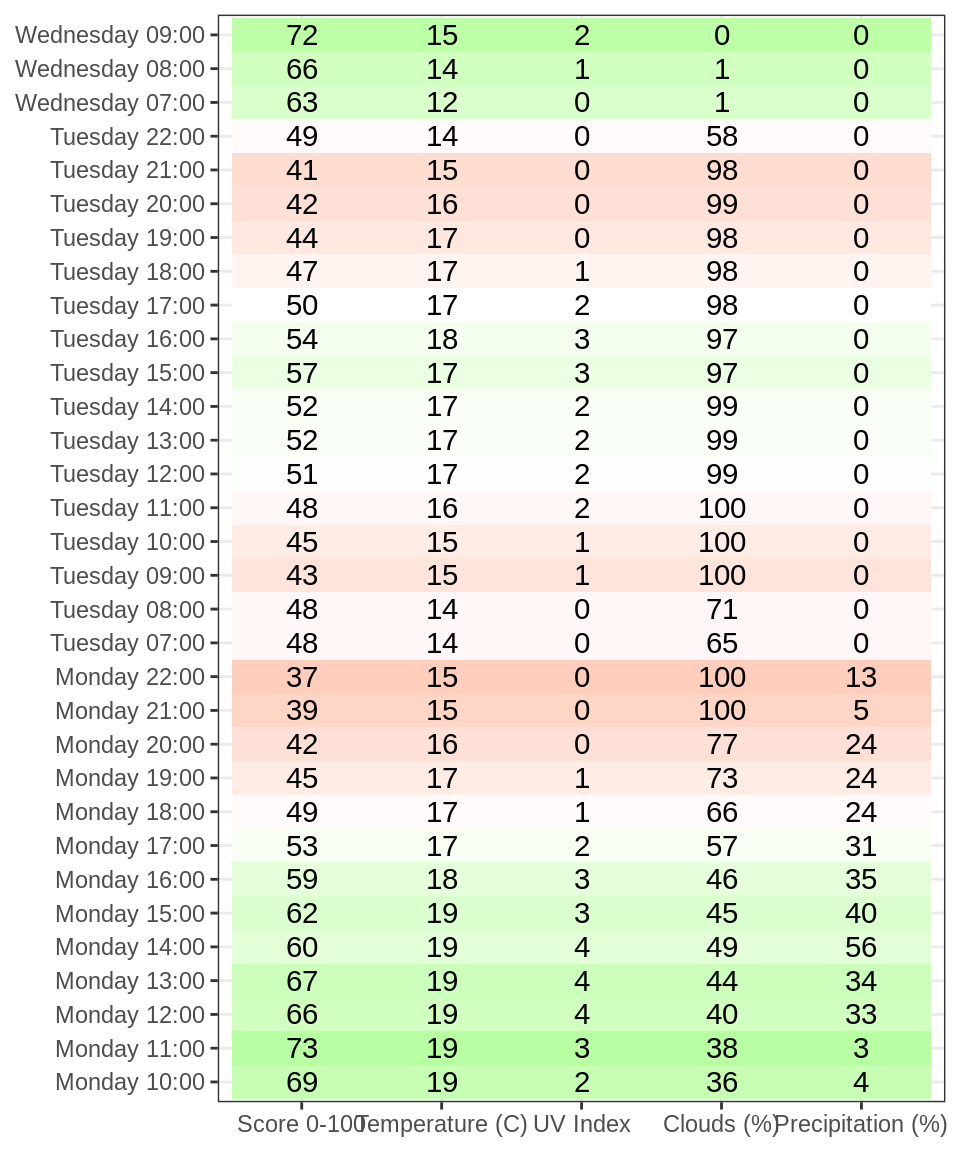 Wednesday 09:00 72 15 2 0 0
Wednesday 08:00 66 14 1 1 0
Wednesday 07:00 63 12 0 1 0
Tuesday 22:00 49 14 0 58 0
Tuesday 21:00 41 15 0 98 0
Tuesday 20:00 42 16 0 99 0
Tuesday 19:00 44 17 0 98 0
Tuesday 18:00 47 17 1 98 0
Tuesday 17:00 50 17 2 98 0
Tuesday 16:00 54 18 3 97 0
Tuesday 15:00 57 17 3 97 0
Tuesday 14:00 52 17 2 99 0
Tuesday 13:00 52 17 2 99 0
Tuesday 12:00 51 17 2 99 0
Tuesday 11:00 48 16 2 100 0
Tuesday 10:00 45 15 1 100 0
Tuesday 09:00 43 15 1 100 0
Tuesday 08:00 48 14 0 71 0
Tuesday 07:00 48 14 0 65 0
Monday 22:00 37 15 0 100 13
Monday 21:00 39 15 0 100 5
Monday 20:00 42 16 0 77 24
Monday 19:00 45 17 1 73 24
Monday 18:00 49 17 1 66 24
Monday 17:00 53 17 2 57 31
Monday 16:00 59 18 3 46 35
Monday 15:00 62 19 3 45 40
Monday 14:00 60 19 4 49 56
Monday 13:00 67 19 4 44 34
Monday 12:00 66 19 4 40 33
Monday 11:00 73 19 3 38 3
Monday 10:00 69 19 2 36 4
Score 0-100 Temperature (C) UV Index Clouds (%) Precipitation (%)